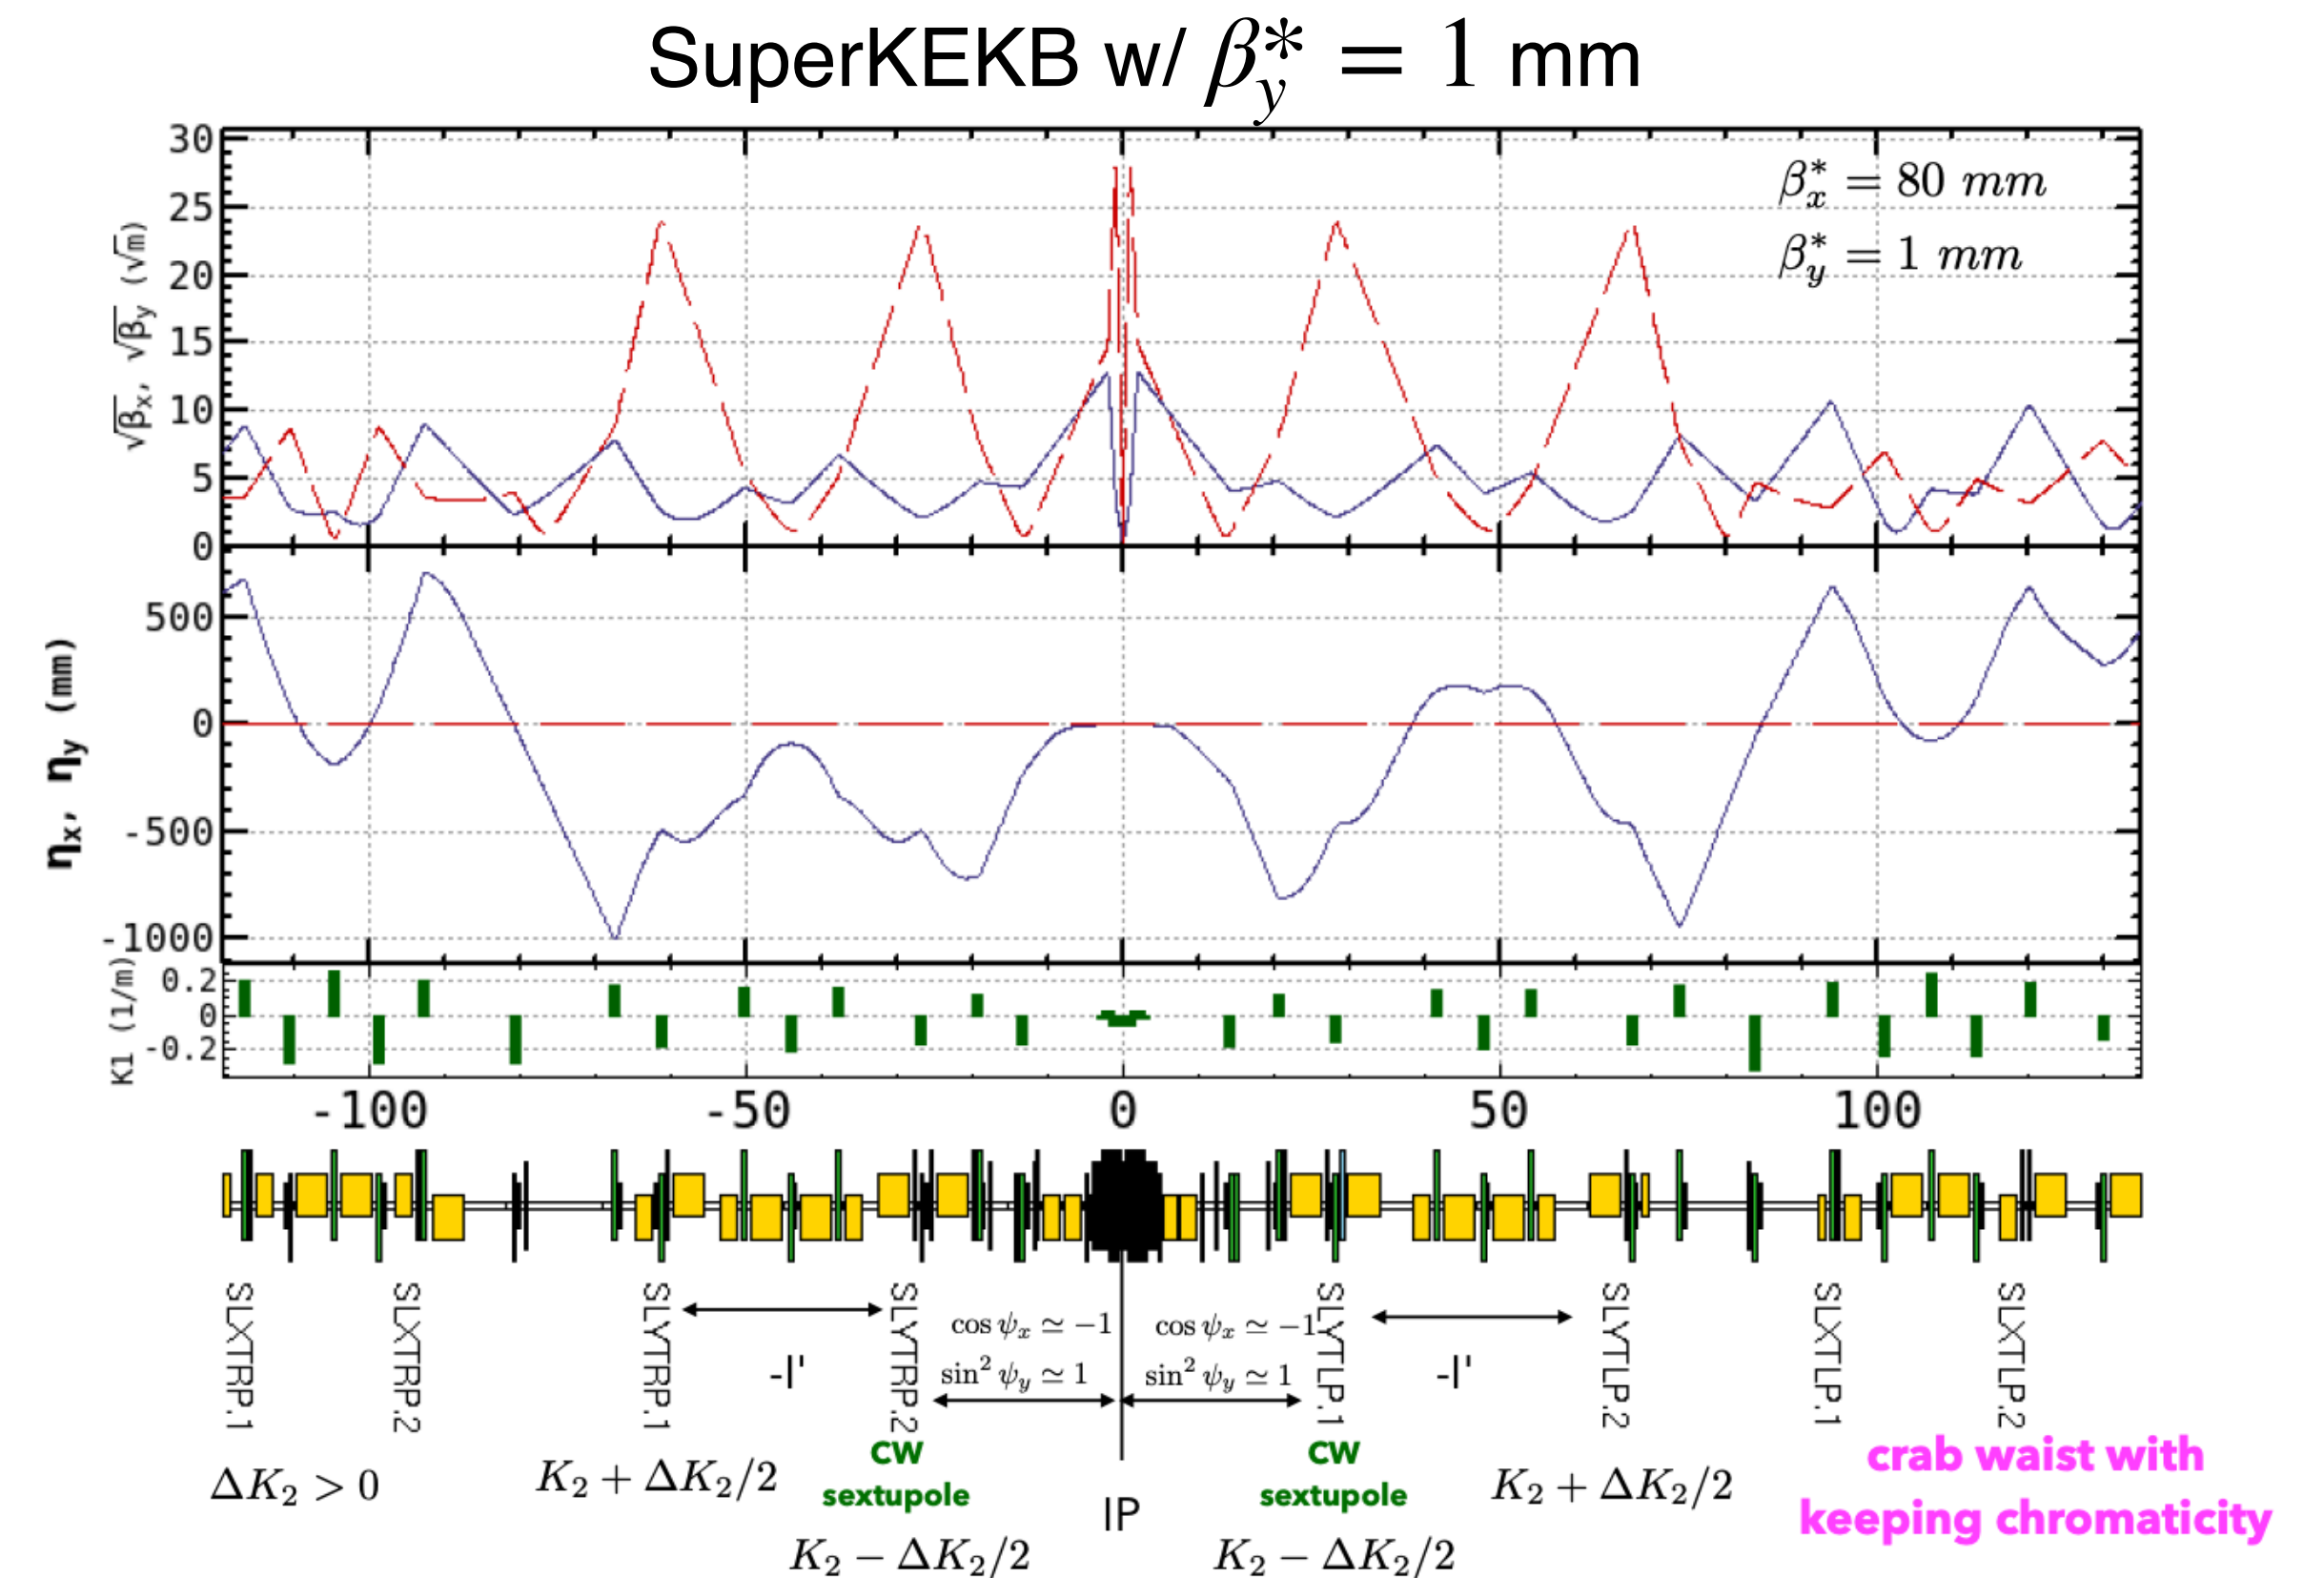 SuperKEKB w/ β*y = 1 mm
30
25
20
15
10
5
0
√βx, √βy (√m)
β*x = 80 mm
β*y = 1 mm
500
0
-500
-1000
ηx, ηy (mm)
0.2
0
-0.2
K1 (1/m)
-100 -50 0 50 100
SLXTRP.1
SLXTRP.2
SLYTRP.1
-I'
SLYTRP.2
cos ψx ≃ −1
sin² ψy ≃ 1
cos ψx ≃ −1
sin² ψy ≃ 1
SLYTLP.1
-I'
SLYTLP.2
SLXTLP.1
SLXTLP.2
ΔK2 > 0
K2 + ΔK2/2
CW
sextupole
K2 − ΔK2/2
IP
CW
sextupole
K2 − ΔK2/2
K2 + ΔK2/2
crab waist with
keeping chromaticity